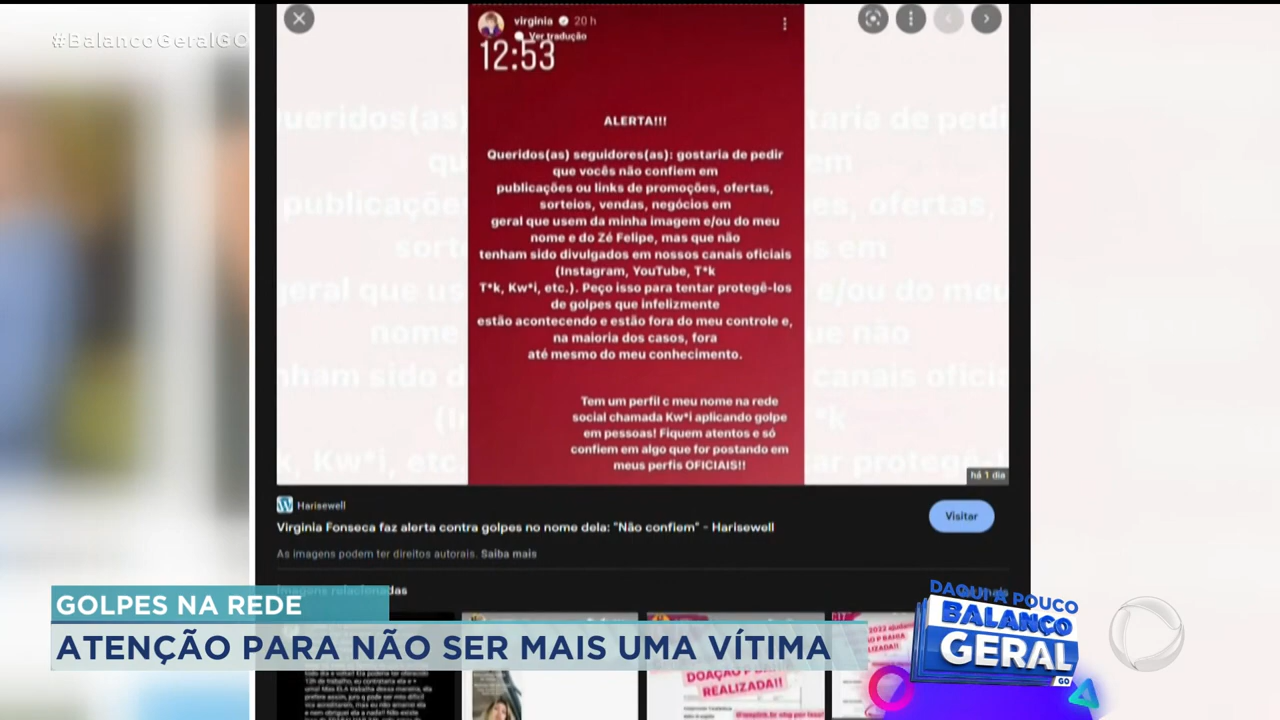 #BalancoGeralGO
virginia 20 h
Ver tradução
12:53
ALERTA!!!
Queridos(as) seguidores(as): gostaria de pedir
que vocês não confiem em
publicações ou links de promoções, ofertas,
sorteios, vendas, negócios em
geral que usem da minha imagem e/ou do meu
nome e do Zé Felipe, mas que não
tenham sido divulgados em nossos canais oficiais
(Instagram, YouTube, T*k
T*k, Kw*i, etc.). Peço isso para tentar protegê-los
de golpes que infelizmente
estão acontecendo e estão fora do meu controle e,
na maioria dos casos, fora
até mesmo do meu conhecimento.
Tem um perfil c meu nome na rede
social chamada Kw*i aplicando golpe
em pessoas! Fiquem atentos e só
confiem em algo que for postando em
meus perfis OFICIAIS!!
há 1 dia
Harisewell
Virginia Fonseca faz alerta contra golpes no nome dela: "Não confiem" - Harisewell
Visitar
As imagens podem ter direitos autorais. Saiba mais
Imagens relacionadas
GOLPES NA REDE
ATENÇÃO PARA NÃO SER MAIS UMA VÍTIMA
DAQUI A POUCO
BALANÇO
GERAL
GO
DOAÇÃO P BAHIA
REALIZADA!!